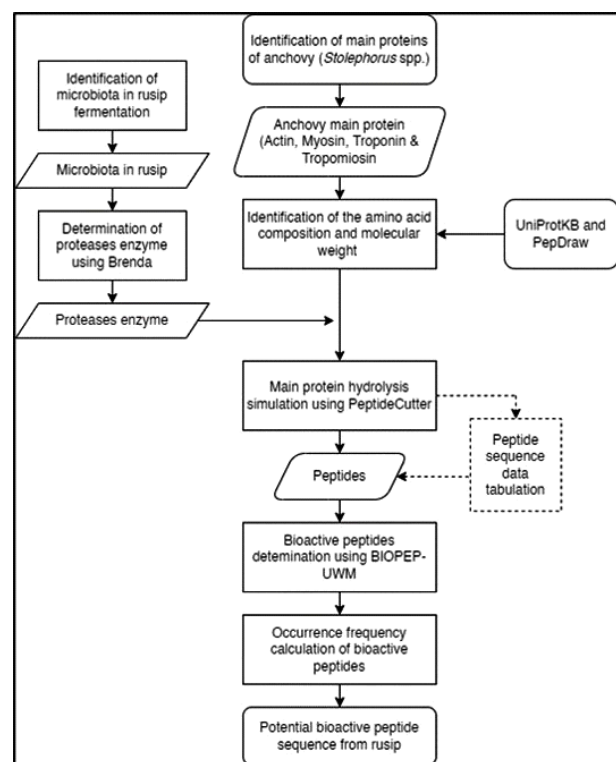 Identification of main proteins
of anchovy (Stolephorus spp.)
Identification of
microbiota in rusip
fermentation
Anchovy main protein
(Actin, Myosin, Troponin &
Tropomiosin
Microbiota in rusip
Determination of
proteases enzyme
using Brenda
Identification of the amino acid
composition and molecular
weight
UniProtKB and
PepDraw
Proteases enzyme
Main protein hydrolysis
simulation using PeptideCutter
Peptide
sequence
data
tabulation
Peptides
Bioactive peptides
detemination using BIOPEP-
UWM
Occurrence frequency
calculation of bioactive
peptides
Potential bioactive peptide
sequence from rusip